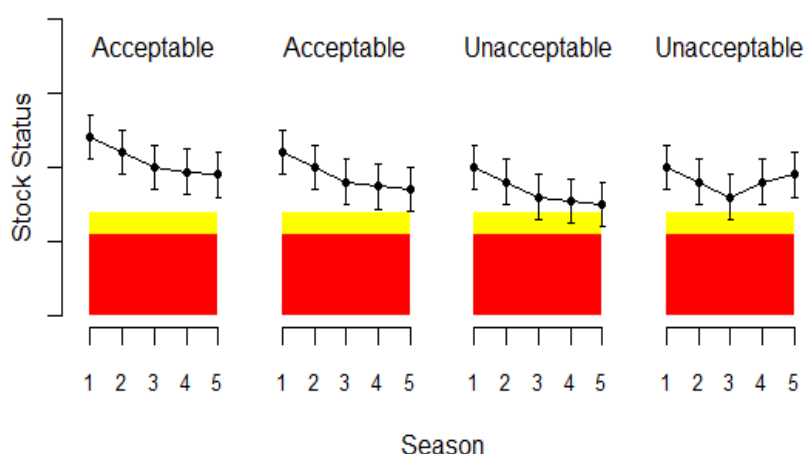 Acceptable Acceptable Unacceptable Unacceptable
Stock Status
1 2 3 4 5 1 2 3 4 5 1 2 3 4 5 1 2 3 4 5
Season